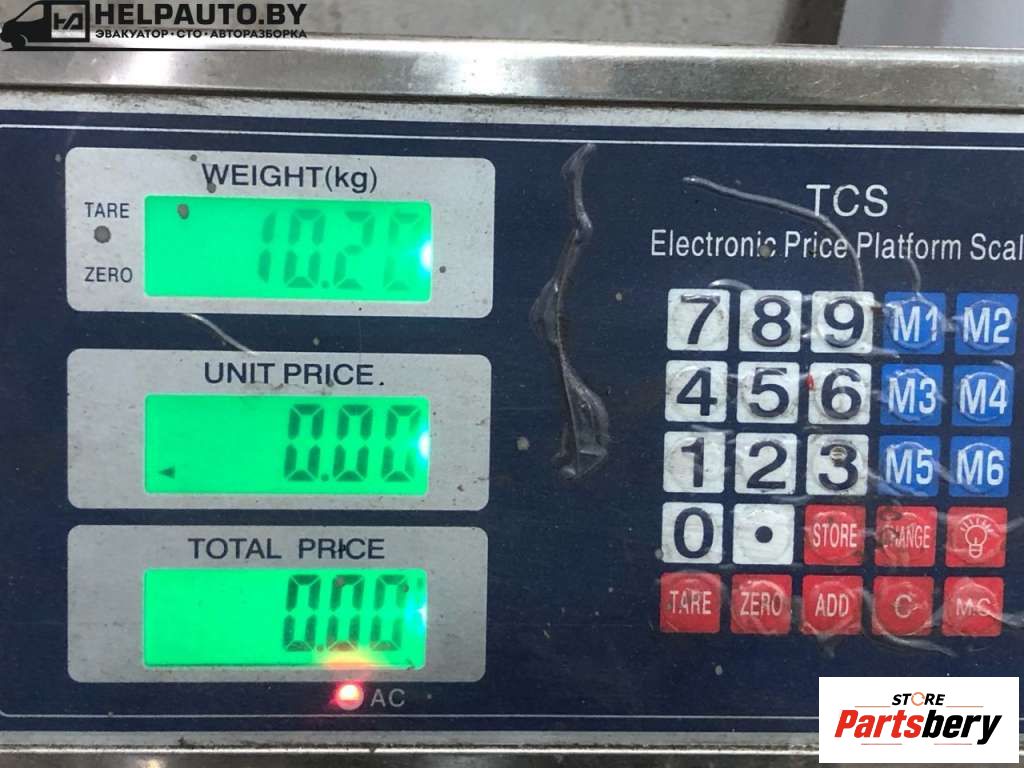 HELPAUTO.BY
ЭВАКУАТОР • СТО • АВТОРАЗБОРКА
WEIGHT(kg)
TARE
10.20
ZERO
UNIT PRICE
0.00
TOTAL PRICE
0.00
AC
TCS
Electronic Price Platform Scal
7 8 9 M1 M2
4 5 6 M3 M4
1 2 3 M5 M6
0 • STORE CHANGE
TARE ZERO ADD C M.C
STORE
Partsbery